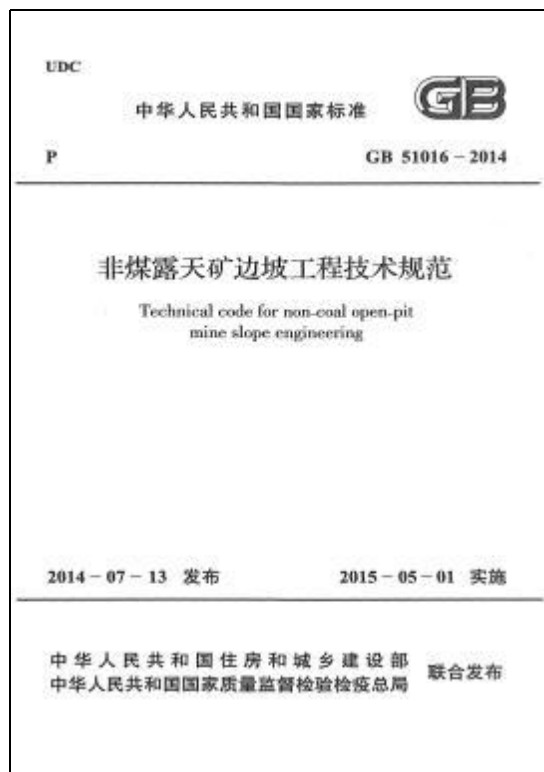 UDC
中华人民共和国国家标准
GB
P
GB 51016-2014
非煤露天矿边坡工程技术规范
Technical code for non-coal open-pit
mine slope engineering
2014-07-13 发布
2015-05-01 实施
中华人民共和国住房和城乡建设部
中华人民共和国国家质量监督检验检疫总局
联合发布